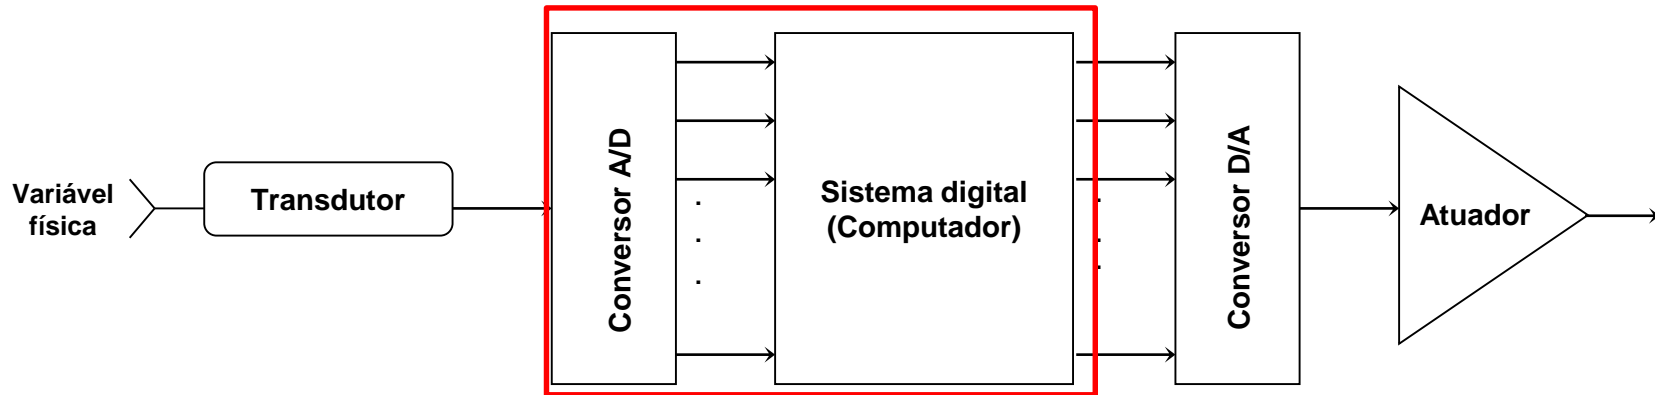 Variável
física
Transdutor
Conversor A/D
Sistema digital
(Computador)
Conversor D/A
Atuador